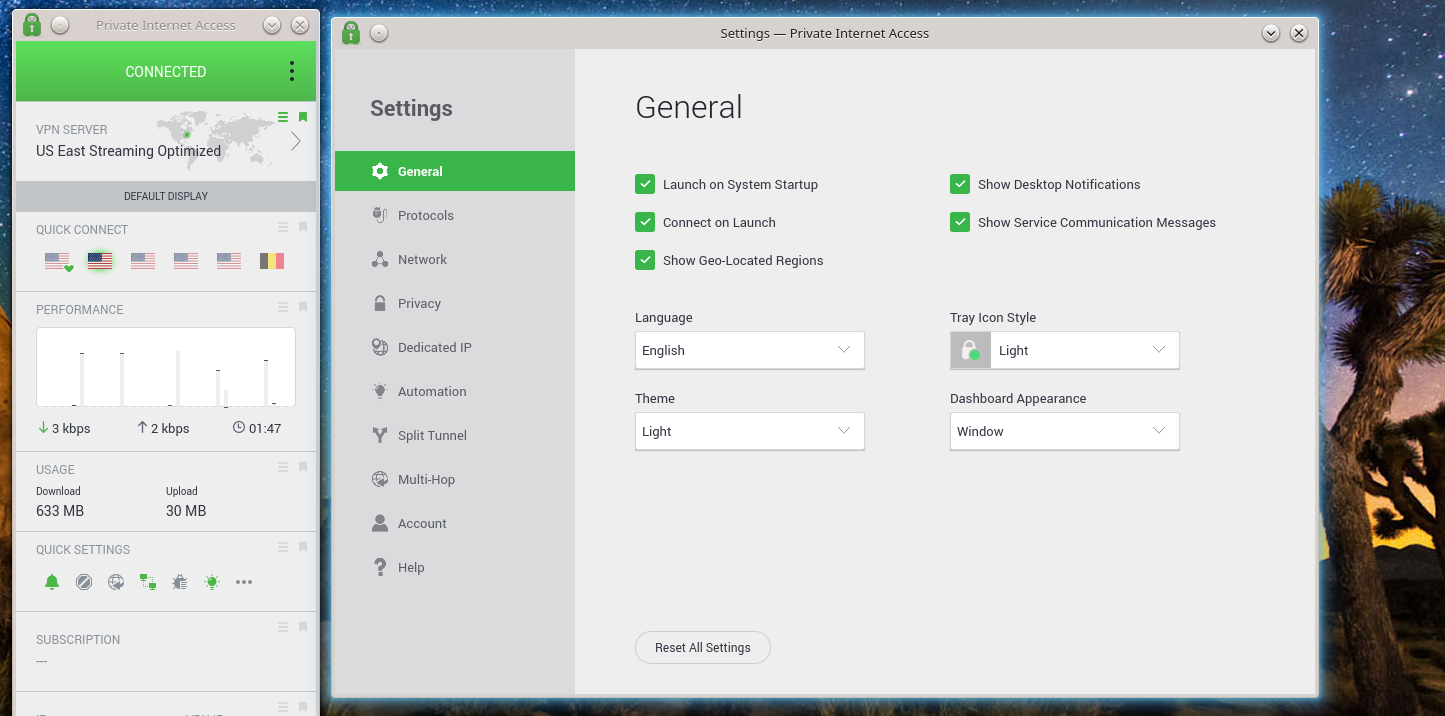 Private Internet Access
CONNECTED
VPN SERVER
US East Streaming Optimized
DEFAULT DISPLAY
QUICK CONNECT
PERFORMANCE
3 kbps
2 kbps
01:47
USAGE
Download
Upload
633 MB
30 MB
QUICK SETTINGS
SUBSCRIPTION
---
Settings — Private Internet Access
Settings
General
Protocols
Network
Privacy
Dedicated IP
Automation
Split Tunnel
Multi-Hop
Account
Help
General
Launch on System Startup
Show Desktop Notifications
Connect on Launch
Show Service Communication Messages
Show Geo-Located Regions
Language
Tray Icon Style
English
Light
Theme
Dashboard Appearance
Light
Window
Reset All Settings